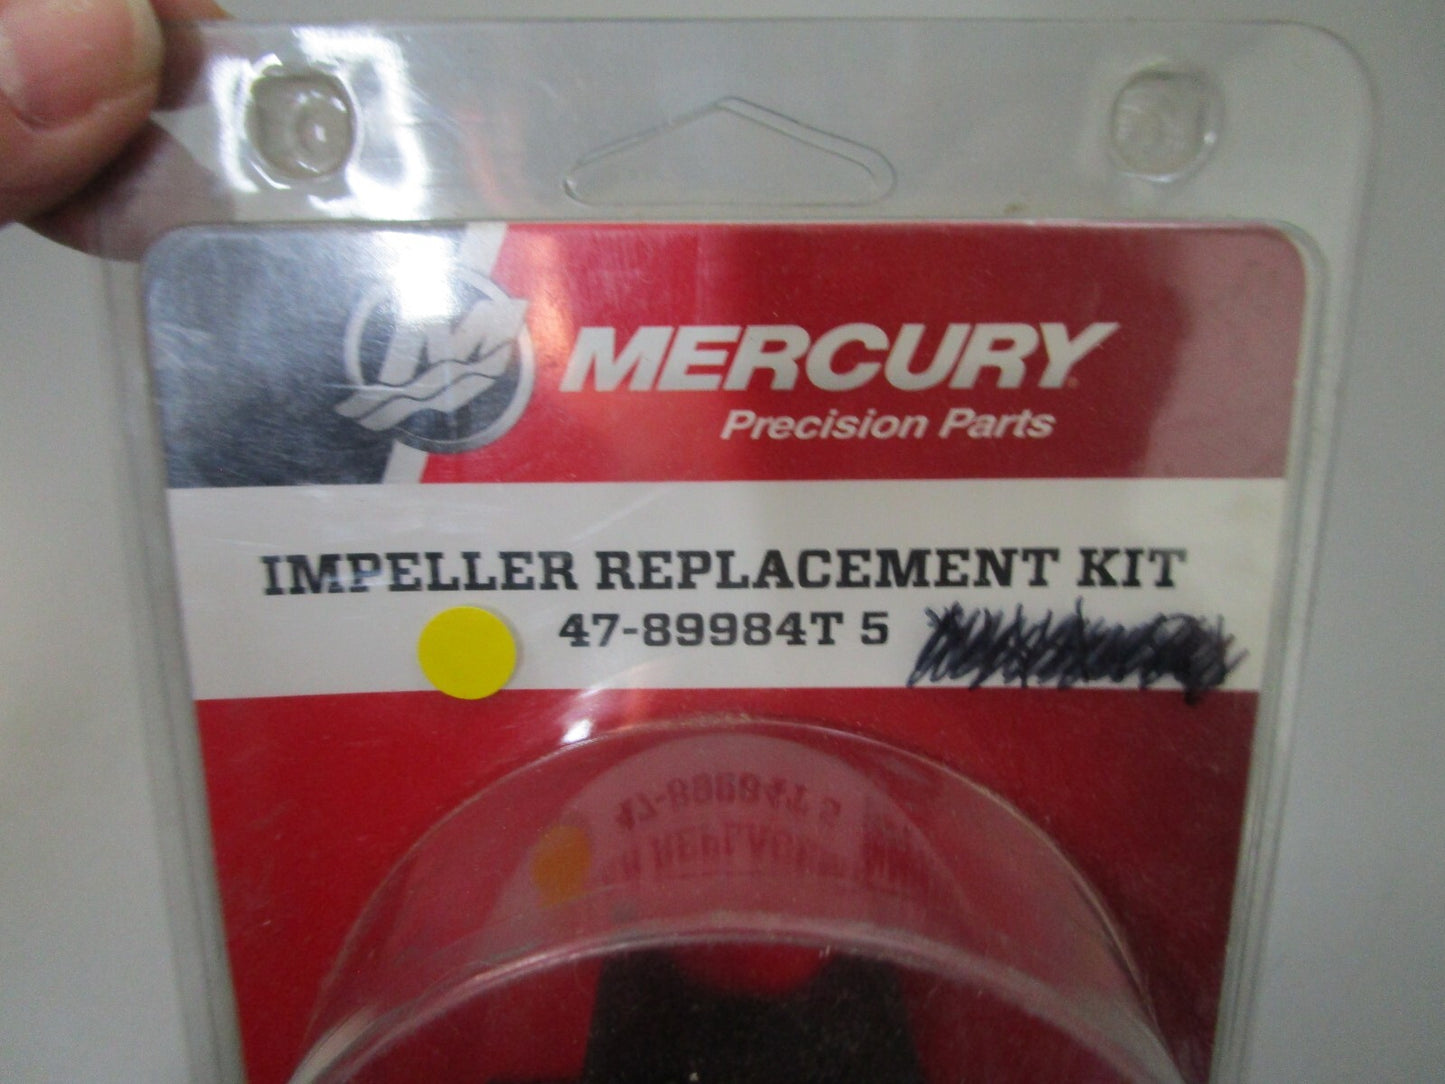 MERCURY
Precision Parts
IMPELLER REPLACEMENT KIT
47-89984T 5